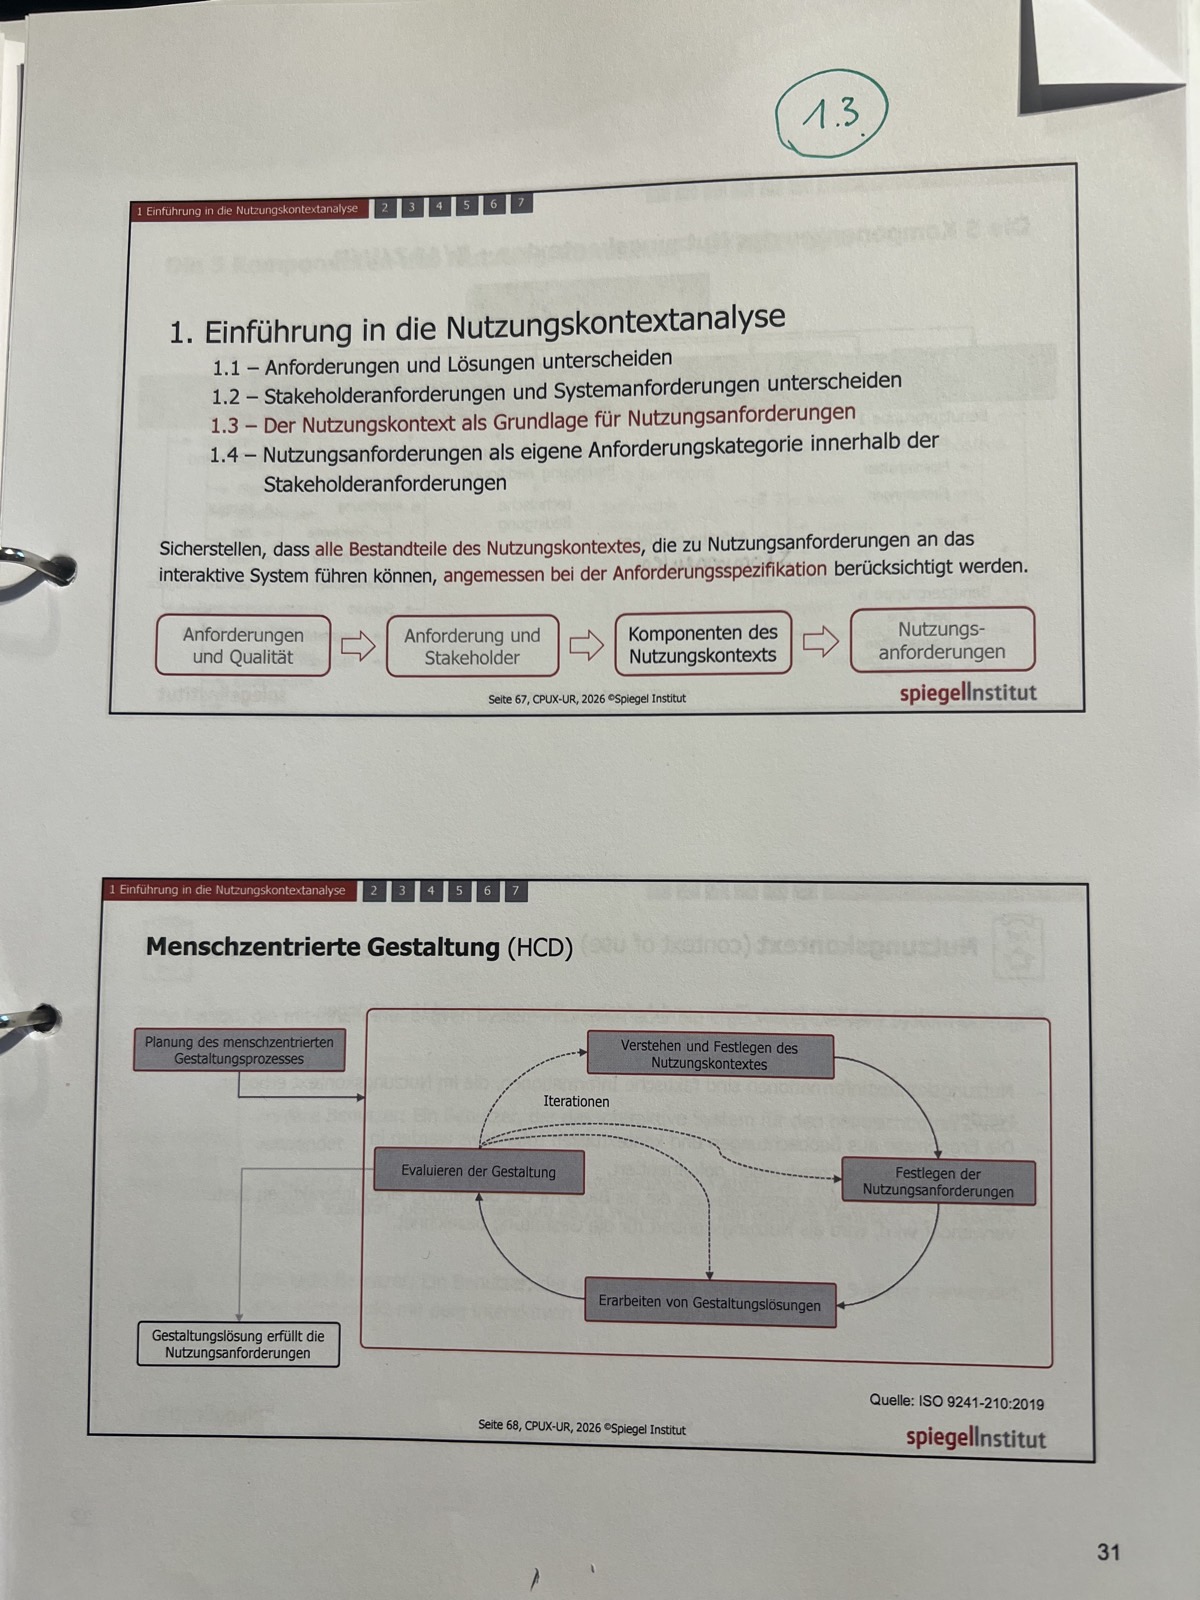 1.3
1 Einführung in die Nutzungskontextanalyse 2 3 4 5 6 7
1. Einführung in die Nutzungskontextanalyse
1.1 – Anforderungen und Lösungen unterscheiden
1.2 – Stakeholderanforderungen und Systemanforderungen unterscheiden
1.3 – Der Nutzungskontext als Grundlage für Nutzungsanforderungen
1.4 – Nutzungsanforderungen als eigene Anforderungskategorie innerhalb der
Stakeholderanforderungen
Sicherstellen, dass alle Bestandteile des Nutzungskontextes, die zu Nutzungsanforderungen an das
interaktive System führen können, angemessen bei der Anforderungsspezifikation berücksichtigt werden.
Anforderungen
und Qualität
Anforderung und
Stakeholder
Komponenten des
Nutzungskontexts
Nutzungs-
anforderungen
Seite 67, CPUX-UR, 2026 ©Spiegel Institut
spiegelInstitut
1 Einführung in die Nutzungskontextanalyse 2 3 4 5 6 7
Menschzentrierte Gestaltung (HCD)
Planung des menschzentrierten
Gestaltungsprozesses
Verstehen und Festlegen des
Nutzungskontextes
Iterationen
Evaluieren der Gestaltung
Festlegen der
Nutzungsanforderungen
Erarbeiten von Gestaltungslösungen
Gestaltungslösung erfüllt die
Nutzungsanforderungen
Quelle: ISO 9241-210:2019
Seite 68, CPUX-UR, 2026 ©Spiegel Institut
spiegelInstitut
31